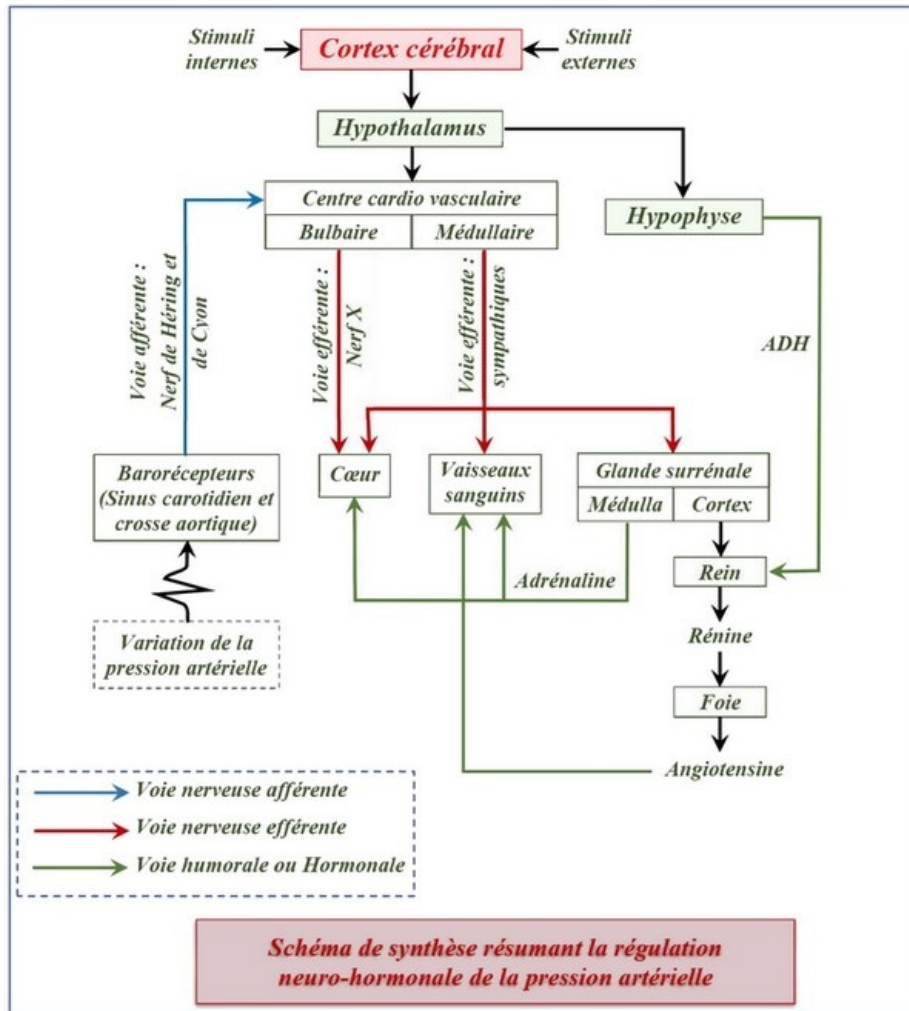 Stimuli
internes
Cortex cérébral
Stimuli
externes
Hypothalamus
Centre cardio vasculaire
Bulbaire
Médullaire
Hypophyse
Voie afférente :
Nerf de Héring et
de Cyon
Voie efférente :
Nerf X
Voie efférente :
sympathiques
ADH
Barorécepteurs
(Sinus carotidien et
crosse aortique)
Cœur
Vaisseaux
sanguins
Glande surrénale
Médulla
Cortex
Adrénaline
Rein
Variation de la
pression artérielle
Rénine
Foie
Angiotensine
Voie nerveuse afférente
Voie nerveuse efférente
Voie humorale ou Hormonale
Schéma de synthèse résumant la régulation
neuro-hormonale de la pression artérielle